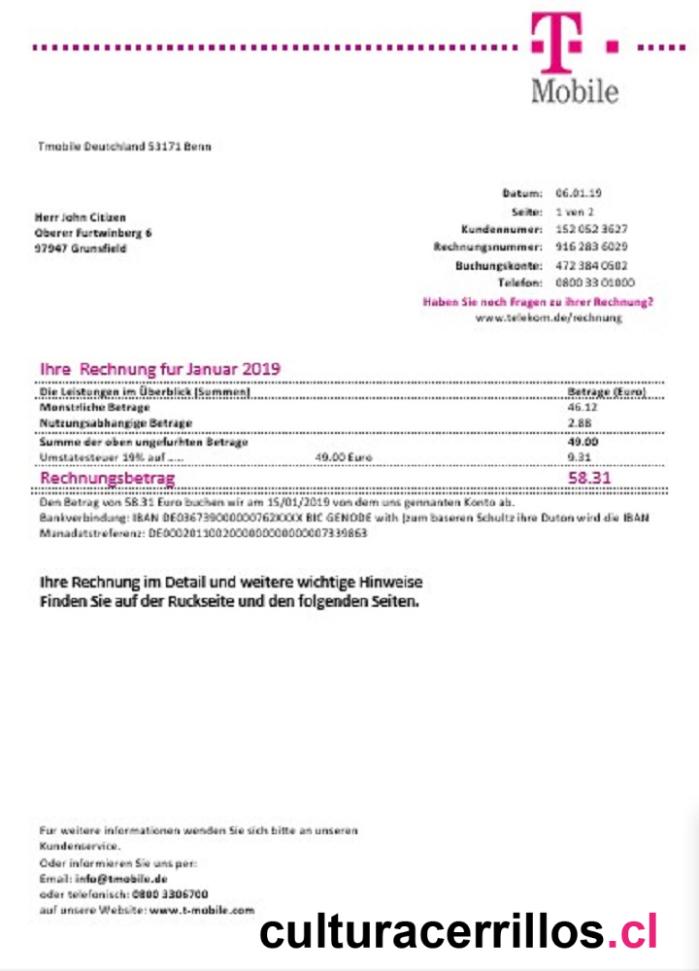 T
Mobile
Tmobile Deutchland 53171 Benn
Datum: 06.01.19
Seite: 1 ven 2
Kundennumer: 152 052 3627
Rechnungsnummer: 916 283 6029
Buchungskonte: 472 384 0502
Telefon: 0800 33 01000
Haben Sie noch Fragen zu ihrer Rechnung?
www.telekom.de/rechnung
Herr John Citizen
Oberer Furtwinberg 6
97947 Grunsfield
Ihre Rechnung fur Januar 2019
Die Leistungen im Überblick (Summen) Betrage (Euro)
Monstrliche Betrage 46.12
Nutzungsabhangige Betrage 2.88
Summe der oben ungefurhten Betrage 49.00
Umstatesteuer 19% auf ..... 49.00 Euro 9.31
Rechnungsbetrag 58.31
Den Betrag von 58.31 Euro buchen wir am 15/01/2019 von dem uns gennanten Konto ab.
Bankverbindung: IBAN DE036739000000762XXXX BIC GENODE with (zum baseren Schultz ihre Duton wird die IBAN
Manadatstreferenz:
Ihre Rechnung im Detail und weitere wichtige Hinweise
Finden Sie auf der Ruckseite und den folgenden Seiten.
Fur weitere informationen wenden Sie sich bitte an unseren
Kundenservice.
Oder informieren Sie uns per:
Email: info@tmobile.de
oder telefonisch: 0800 3306700
auf unsere Website: www.t-mobile.com
culturacerrillos.cl